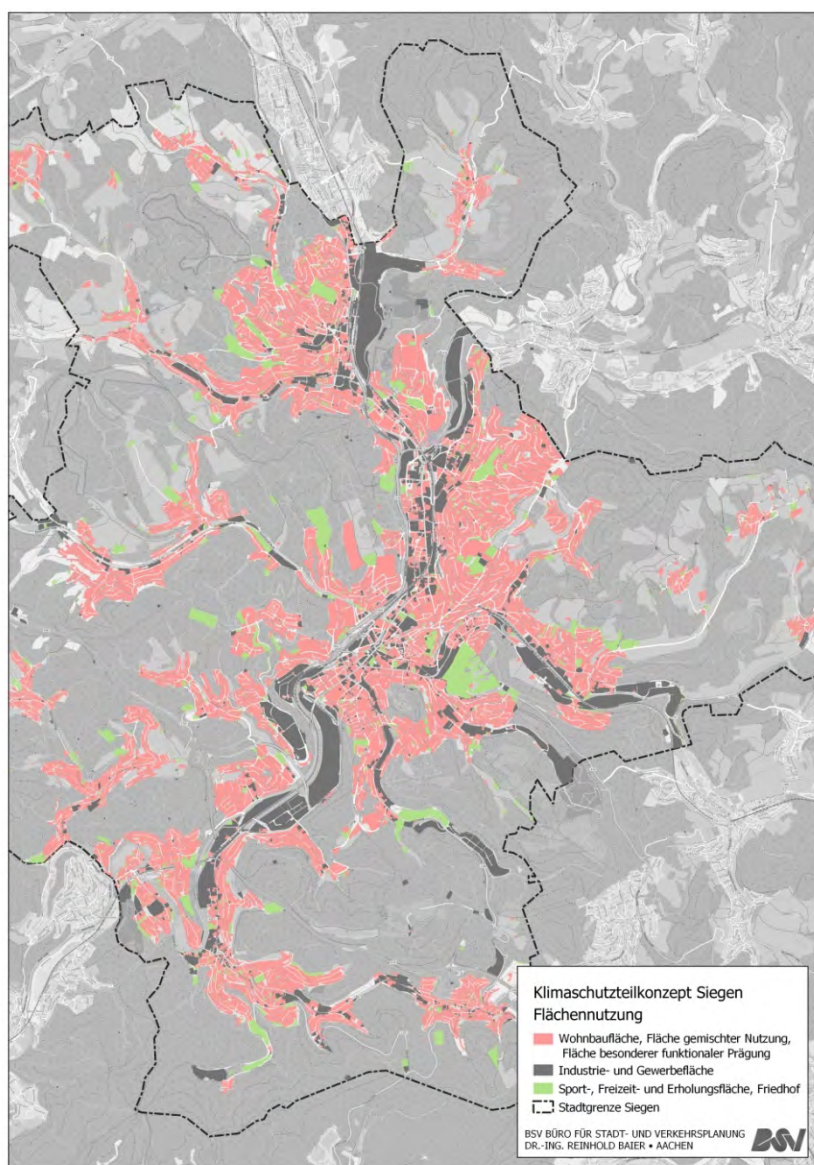 Klimaschutzteilkonzept Siegen
Flächennutzung
Wohnbaufläche, Fläche gemischter Nutzung,
Fläche besonderer funktionaler Prägung
Industrie- und Gewerbefläche
Sport-, Freizeit- und Erholungsfläche, Friedhof
Stadtgrenze Siegen
BSV BÜRO FÜR STADT- UND VERKEHRSPLANUNG
DR.-ING. REINHOLD BAIER • AACHEN
BSV